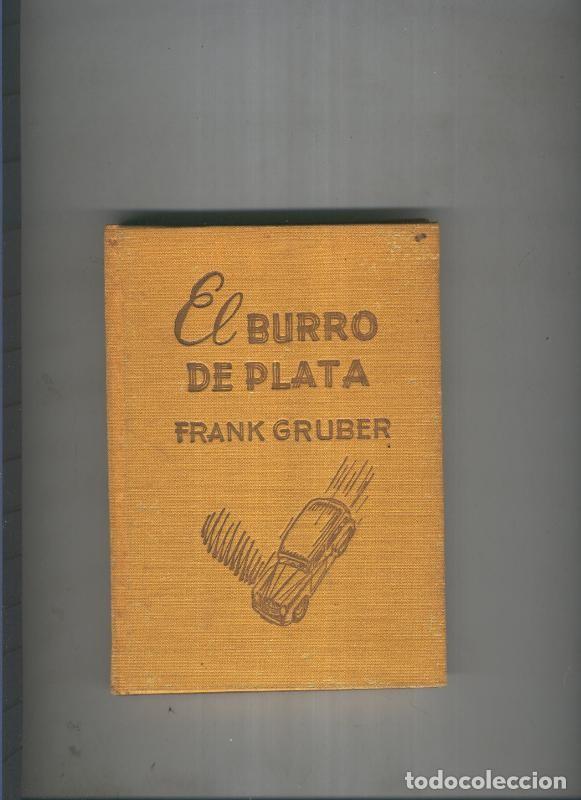 El BURRO
DE PLATA
FRANK GRUBER
todocoleccion